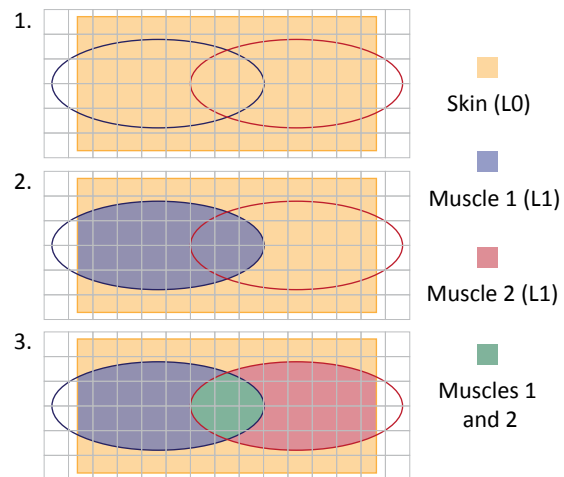 1.
2.
3.
Skin (L0)
Muscle 1 (L1)
Muscle 2 (L1)
Muscles 1
and 2